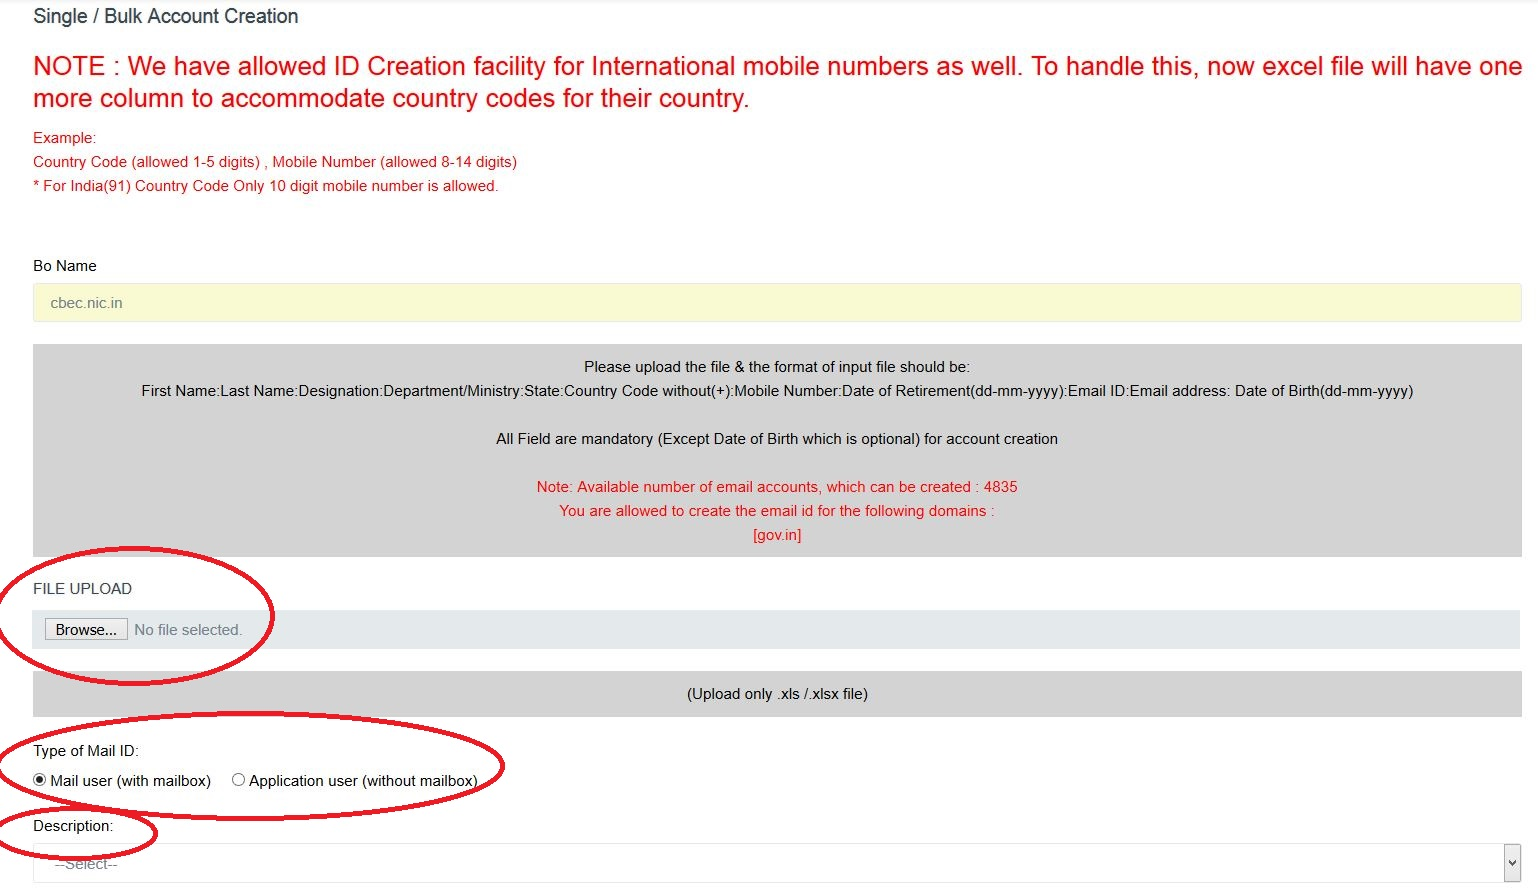 Single / Bulk Account Creation
NOTE : We have allowed ID Creation facility for International mobile numbers as well. To handle this, now excel file will have one
more column to accommodate country codes for their country.
Example:
Country Code (allowed 1-5 digits) , Mobile Number (allowed 8-14 digits)
* For India(91) Country Code Only 10 digit mobile number is allowed.
Bo Name
cbec.nic.in
Please upload the file & the format of input file should be:
First Name:Last Name:Designation:Department/Ministry:State:Country Code without(+):Mobile Number:Date of Retirement(dd-mm-yyyy):Email ID:Email address: Date of Birth(dd-mm-yyyy)
All Field are mandatory (Except Date of Birth which is optional) for account creation
Note: Available number of email accounts, which can be created : 4835
You are allowed to create the email id for the following domains :
[gov.in]
FILE UPLOAD
Browse... No file selected.
(Upload only .xls /.xlsx file)
Type of Mail ID:
Mail user (with mailbox) Application user (without mailbox)
Description:
--Select--